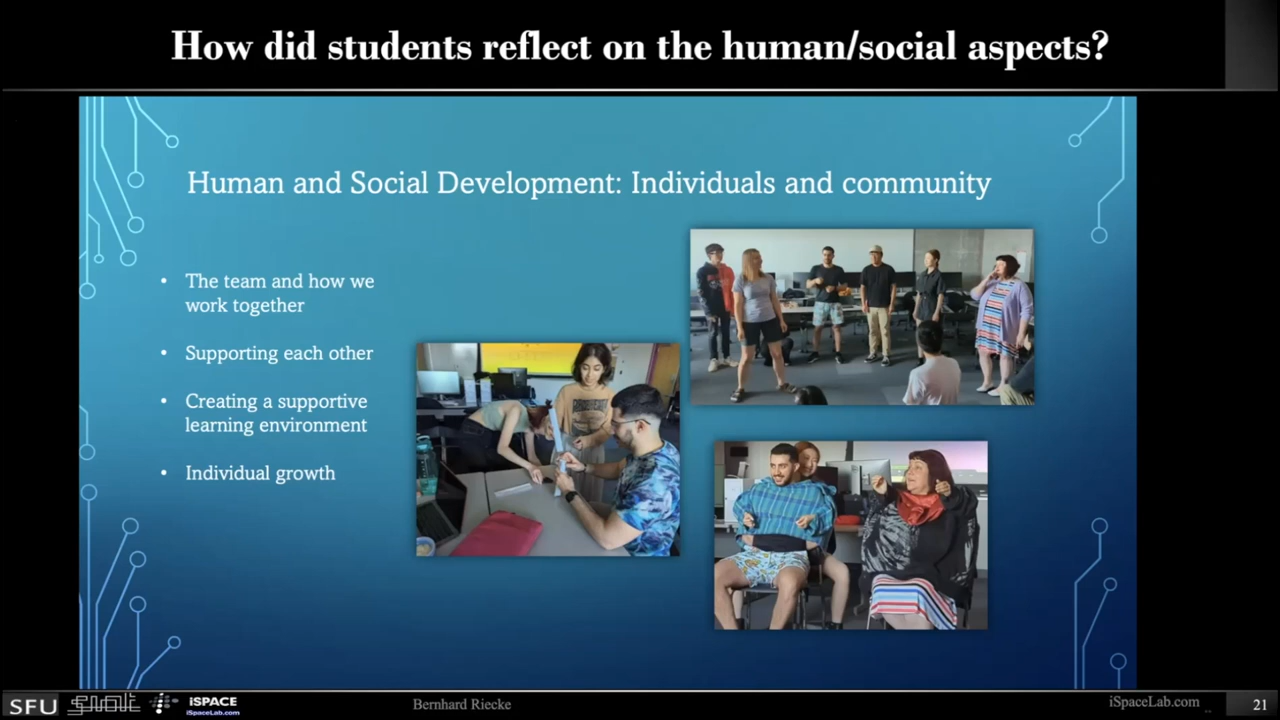 How did students reflect on the human/social aspects?
Human and Social Development: Individuals and community
• The team and how we
work together
• Supporting each other
• Creating a supportive
learning environment
• Individual growth
SFU
iSPACE
iSpaceLab.com
Bernhard Riecke
iSpaceLab.com
21